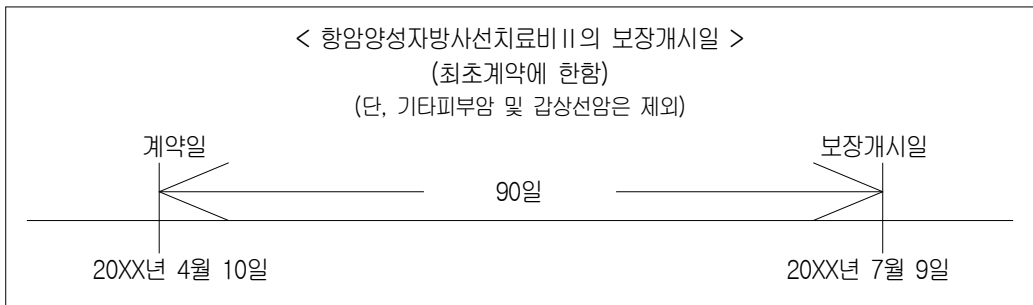 < 항암양성자방사선치료비Ⅱ의 보장개시일 >
(최초계약에 한함)
(단, 기타피부암 및 갑상선암은 제외)
계약일 보장개시일
90일
20XX년 4월 10일 20XX년 7월 9일